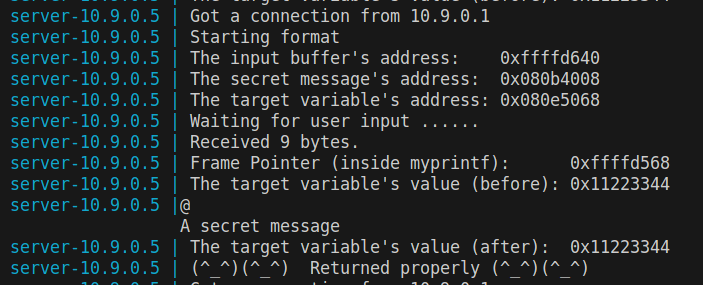 server-10.9.0.5 | Got a connection from 10.9.0.1
server-10.9.0.5 | Starting format
server-10.9.0.5 | The input buffer's address:    0xffffd640
server-10.9.0.5 | The secret message's address:  0x080b4008
server-10.9.0.5 | The target variable's address: 0x080e5068
server-10.9.0.5 | Waiting for user input ......
server-10.9.0.5 | Received 9 bytes.
server-10.9.0.5 | Frame Pointer (inside myprintf):      0xffffd568
server-10.9.0.5 | The target variable's value (before): 0x11223344
server-10.9.0.5 |@
A secret message
server-10.9.0.5 | The target variable's value (after):  0x11223344
server-10.9.0.5 | (^_^)(^_^)  Returned properly (^_^)(^_^)